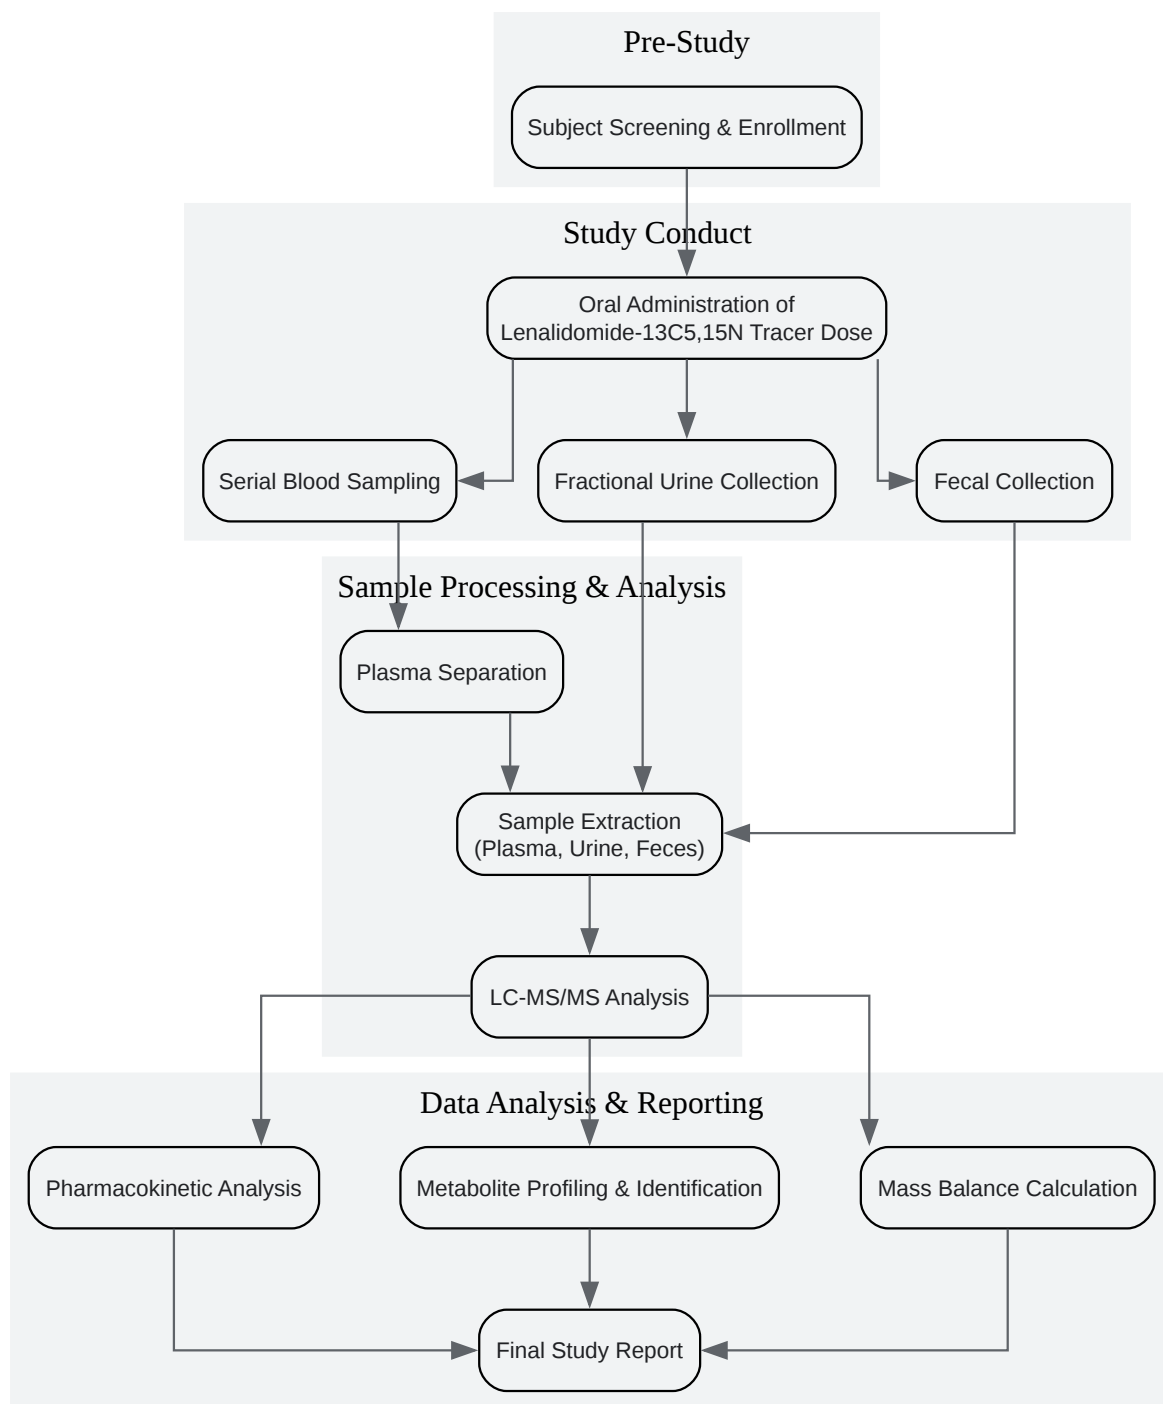 Pre-Study
Subject Screening & Enrollment
Study Conduct
Oral Administration of
Lenalidomide-13C5,15N Tracer Dose
Serial Blood Sampling
Fractional Urine Collection
Fecal Collection
Sample Processing & Analysis
Plasma Separation
Sample Extraction
(Plasma, Urine, Feces)
LC-MS/MS Analysis
Data Analysis & Reporting
Pharmacokinetic Analysis
Metabolite Profiling & Identification
Mass Balance Calculation
Final Study Report